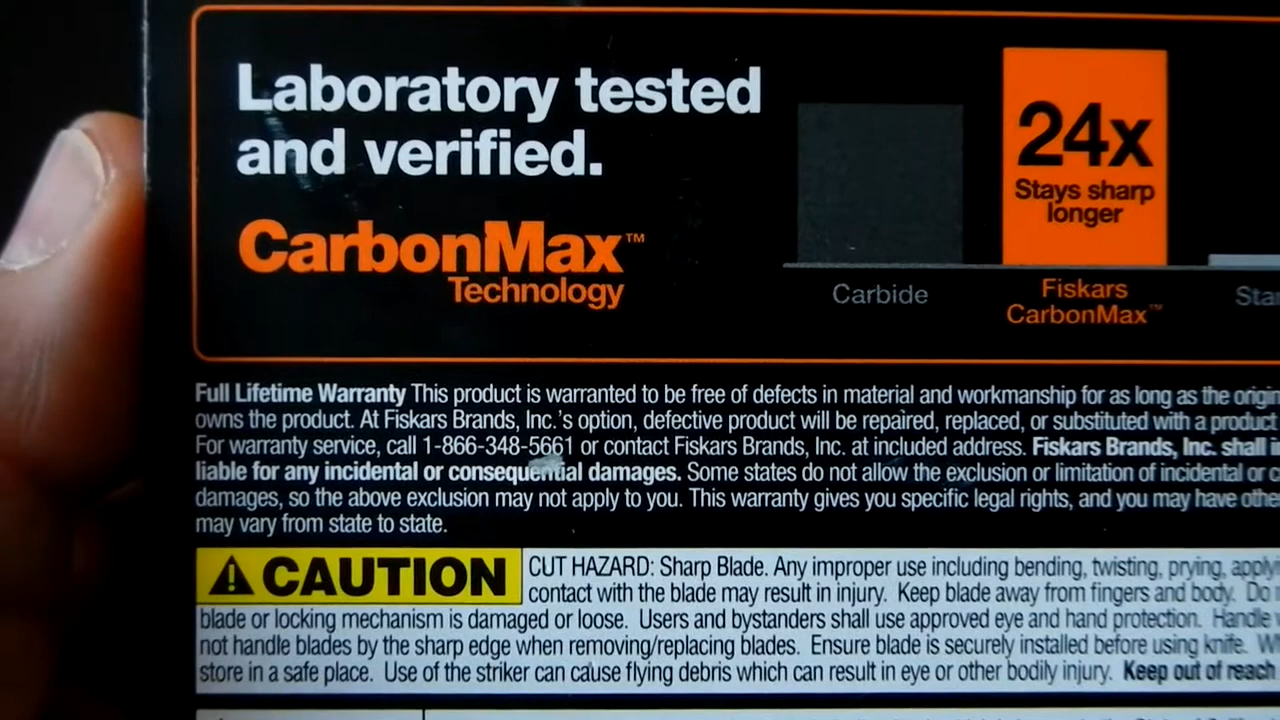 Laboratory tested
and verified.
CarbonMax™
Technology
24x
Stays sharp
longer
Carbide
Fiskars
CarbonMax™
Full Lifetime Warranty This product is warranted to be free of defects in material and workmanship for as long as the
owns the product. At Fiskars Brands, Inc.'s option, defective product will be repaired, replaced, or substituted with a product
For warranty service, call 1-866-348-5661 or contact Fiskars Brands, Inc. at included address. Fiskars Brands, Inc. shall
liable for any incidental or consequential damages. Some states do not allow the exclusion or limitation of incidental or
damages, so the above exclusion may not apply to you. This warranty gives you specific legal rights, and you may have
may vary from state to state.
CAUTION CUT HAZARD: Sharp Blade. Any improper use including bending, twisting, prying,
contact with the blade may result in injury. Keep blade away from fingers and body. Do
blade or locking mechanism is damaged or loose. Users and bystanders shall use approved eye and hand protection. Handle
not handle blades by the sharp edge when removing/replacing blades. Ensure blade is securely installed before using knife.
store in a safe place. Use of the striker can cause flying debris which can result in eye or other bodily injury. Keep out of reach